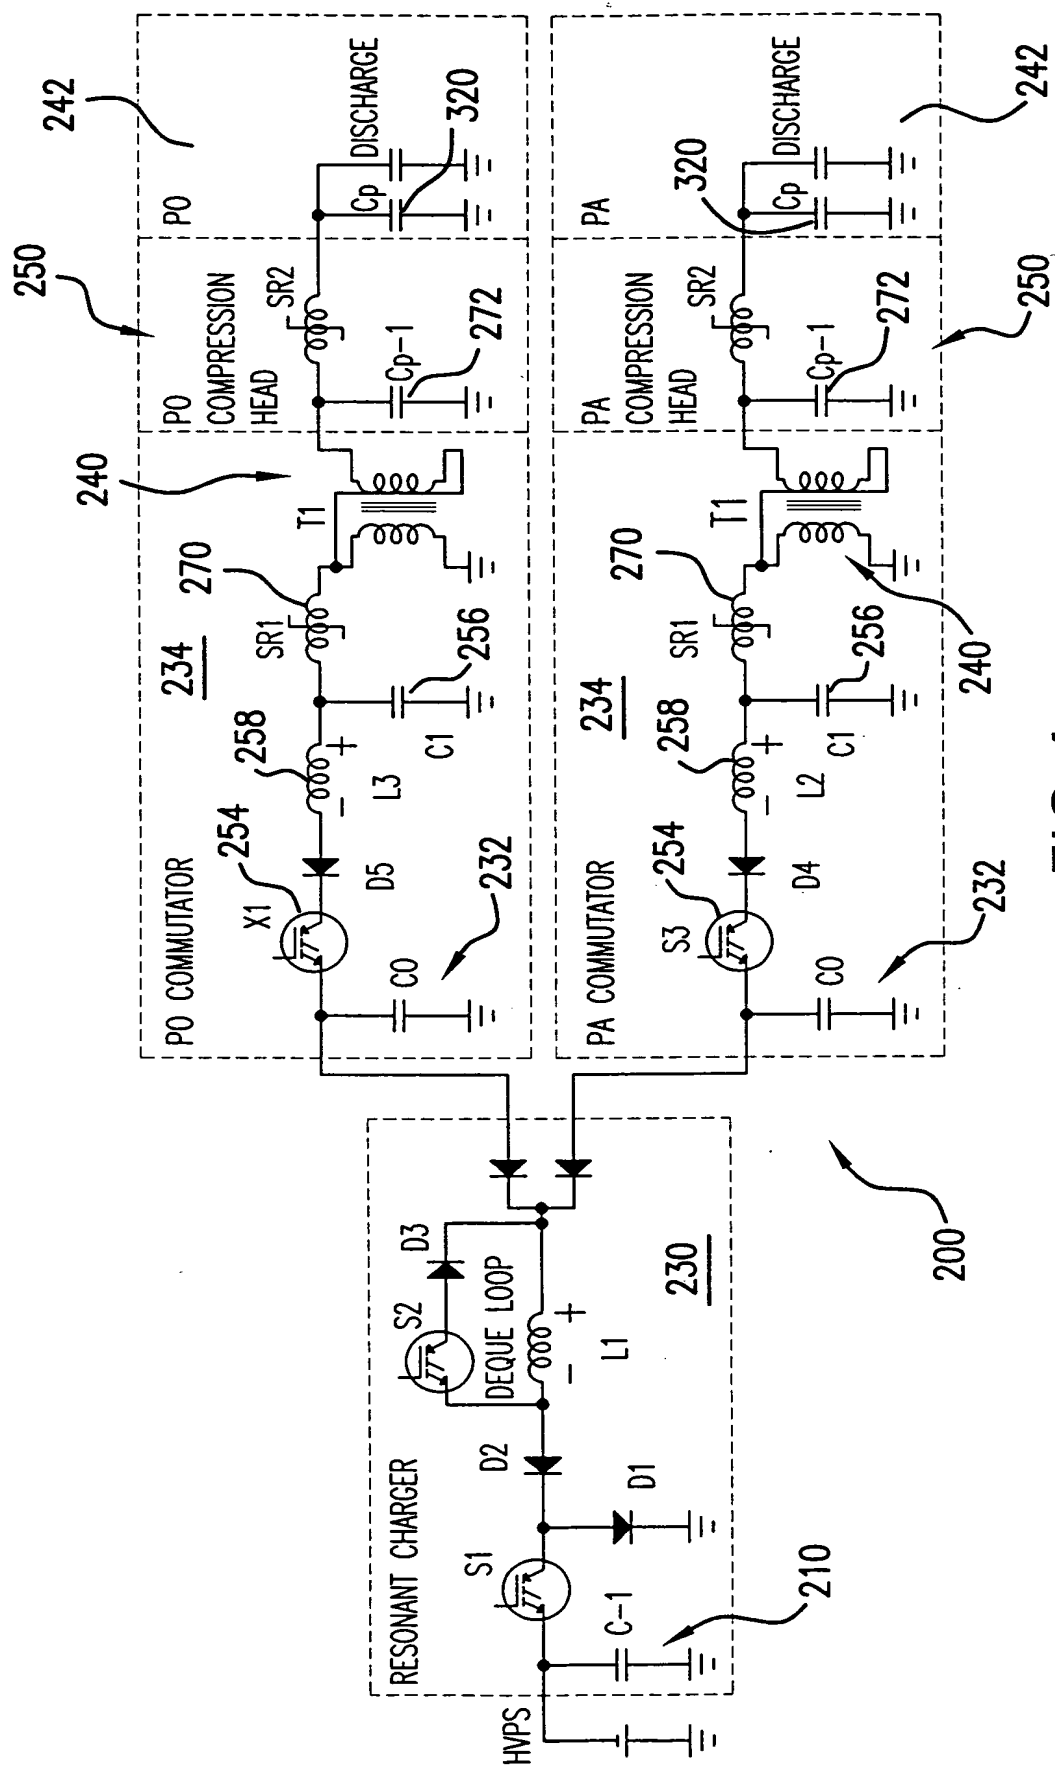 HVPS
RESONANT CHARGER
C-1
210
S1
D1
D2
S2
D3
DEQUE LOOP
−
+
L1
230
200
PO COMMUTATOR
C0
232
X1
254
D5
258
−
+
L3
234
C1
256
SR1
270
T1
240
PO
COMPRESSION
HEAD
250
Cp-1
272
SR2
PO
242
Cp
320
DISCHARGE
PA COMMUTATOR
C0
232
S3
254
D4
258
−
+
L2
234
C1
256
SR1
270
T1
240
PA
COMPRESSION
HEAD
250
Cp-1
272
SR2
PA
242
Cp
320
DISCHARGE